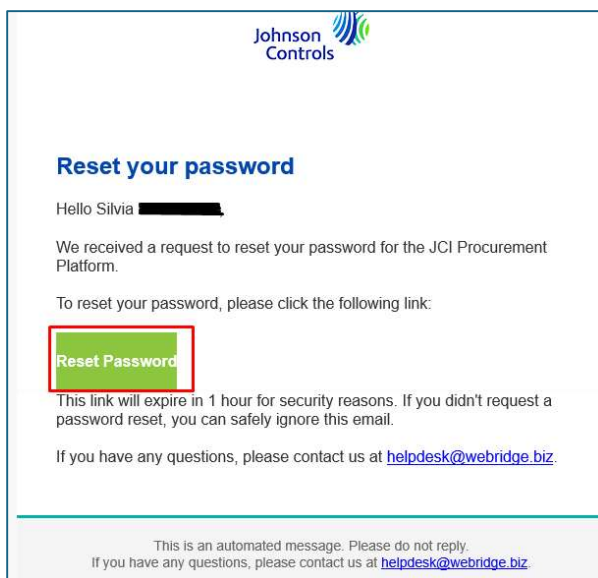 Johnson
Controls
Reset your password
Hello Silvia
We received a request to reset your password for the JCI Procurement
Platform.
To reset your password, please click the following link:
Reset Password
This link will expire in 1 hour for security reasons. If you didn't request a
password reset, you can safely ignore this email.
If you have any questions, please contact us at helpdesk@webridge.biz.
This is an automated message. Please do not reply.
If you have any questions, please contact us at helpdesk@webridge.biz.